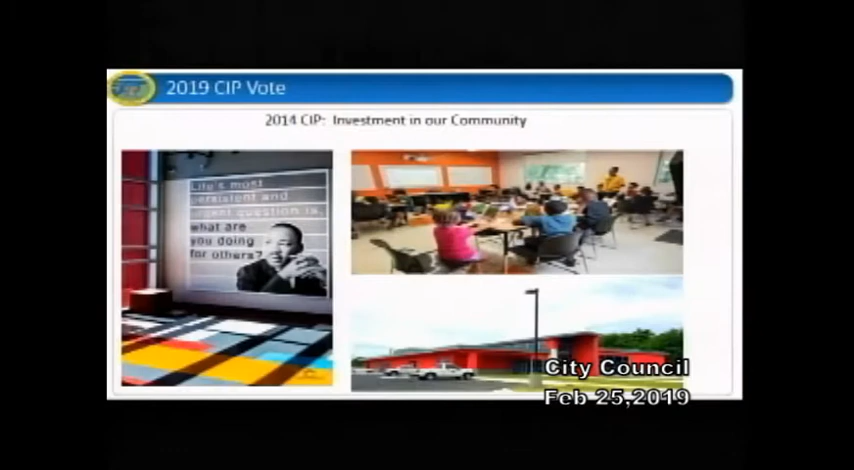 2019 CIP Vote
2014 CIP: Investment in our Community
Life's most
persistent and
urgent question is,
what are
you doing
for others?
City Council
Feb 25,2019